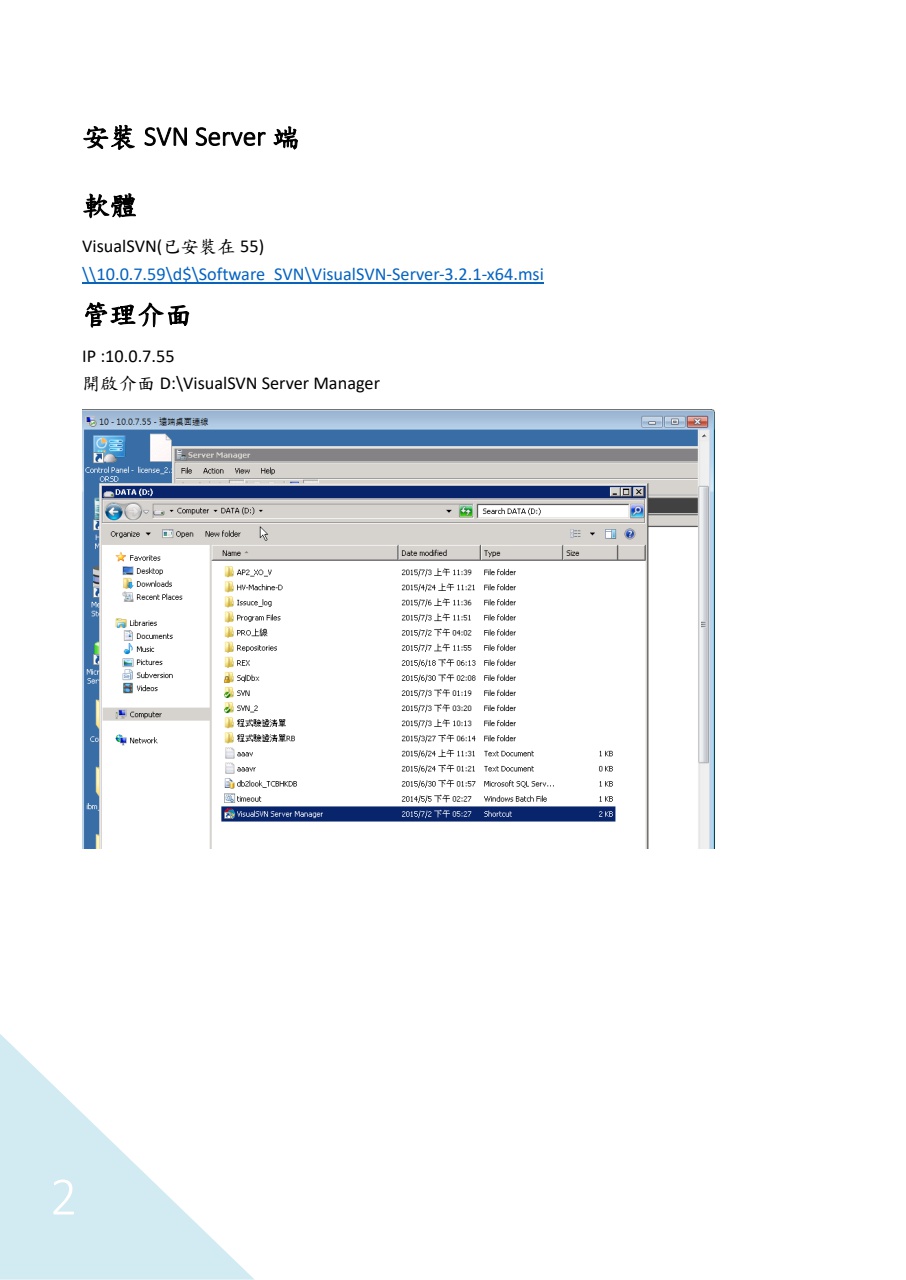 安裝 SVN Server 端
軟體
VisualSVN(已安裝在 55)
\\10.0.7.59\d$\Software_SVN\VisualSVN-Server-3.2.1-x64.msi
管理介面
IP :10.0.7.55
開啟介面 D:\VisualSVN Server Manager
10 - 10.0.7.55 - 遠端桌面連線
Control Panel - license_2.
ORSD
Server Manager
File Action View Help
DATA (D:)
Computer DATA (D:) Search DATA (D:)
Organize Open New folder
Name Date modified Type Size
Favorites
Desktop
Downloads
Recent Places
Libraries
Documents
Music
Pictures
Subversion
Videos
Computer
Network
AP2_XO_V 2015/7/3 上午 11:39 File folder
HV-Machine-D 2015/4/24 上午 11:21 File folder
Issuce_log 2015/7/6 上午 11:36 File folder
Program Files 2015/7/3 上午 11:51 File folder
PRO上線 2015/7/2 下午 04:02 File folder
Repositories 2015/7/7 上午 11:55 File folder
REX 2015/6/18 下午 06:13 File folder
SqlDbx 2015/6/30 下午 02:08 File folder
SVN 2015/7/3 下午 01:19 File folder
SVN_2 2015/7/3 下午 03:20 File folder
程式驗證清單 2015/7/3 上午 10:13 File folder
程式驗證清單RB 2015/3/27 下午 06:14 File folder
aaav 2015/6/24 上午 11:31 Text Document 1 KB
aaavr 2015/6/24 下午 01:21 Text Document 0 KB
db2look_TCBHKDB 2015/6/30 下午 01:57 Microsoft SQL Serv... 1 KB
timeout 2014/5/5 下午 02:27 Windows Batch File 1 KB
VisualSVN Server Manager 2015/7/2 下午 05:27 Shortcut 2 KB
2